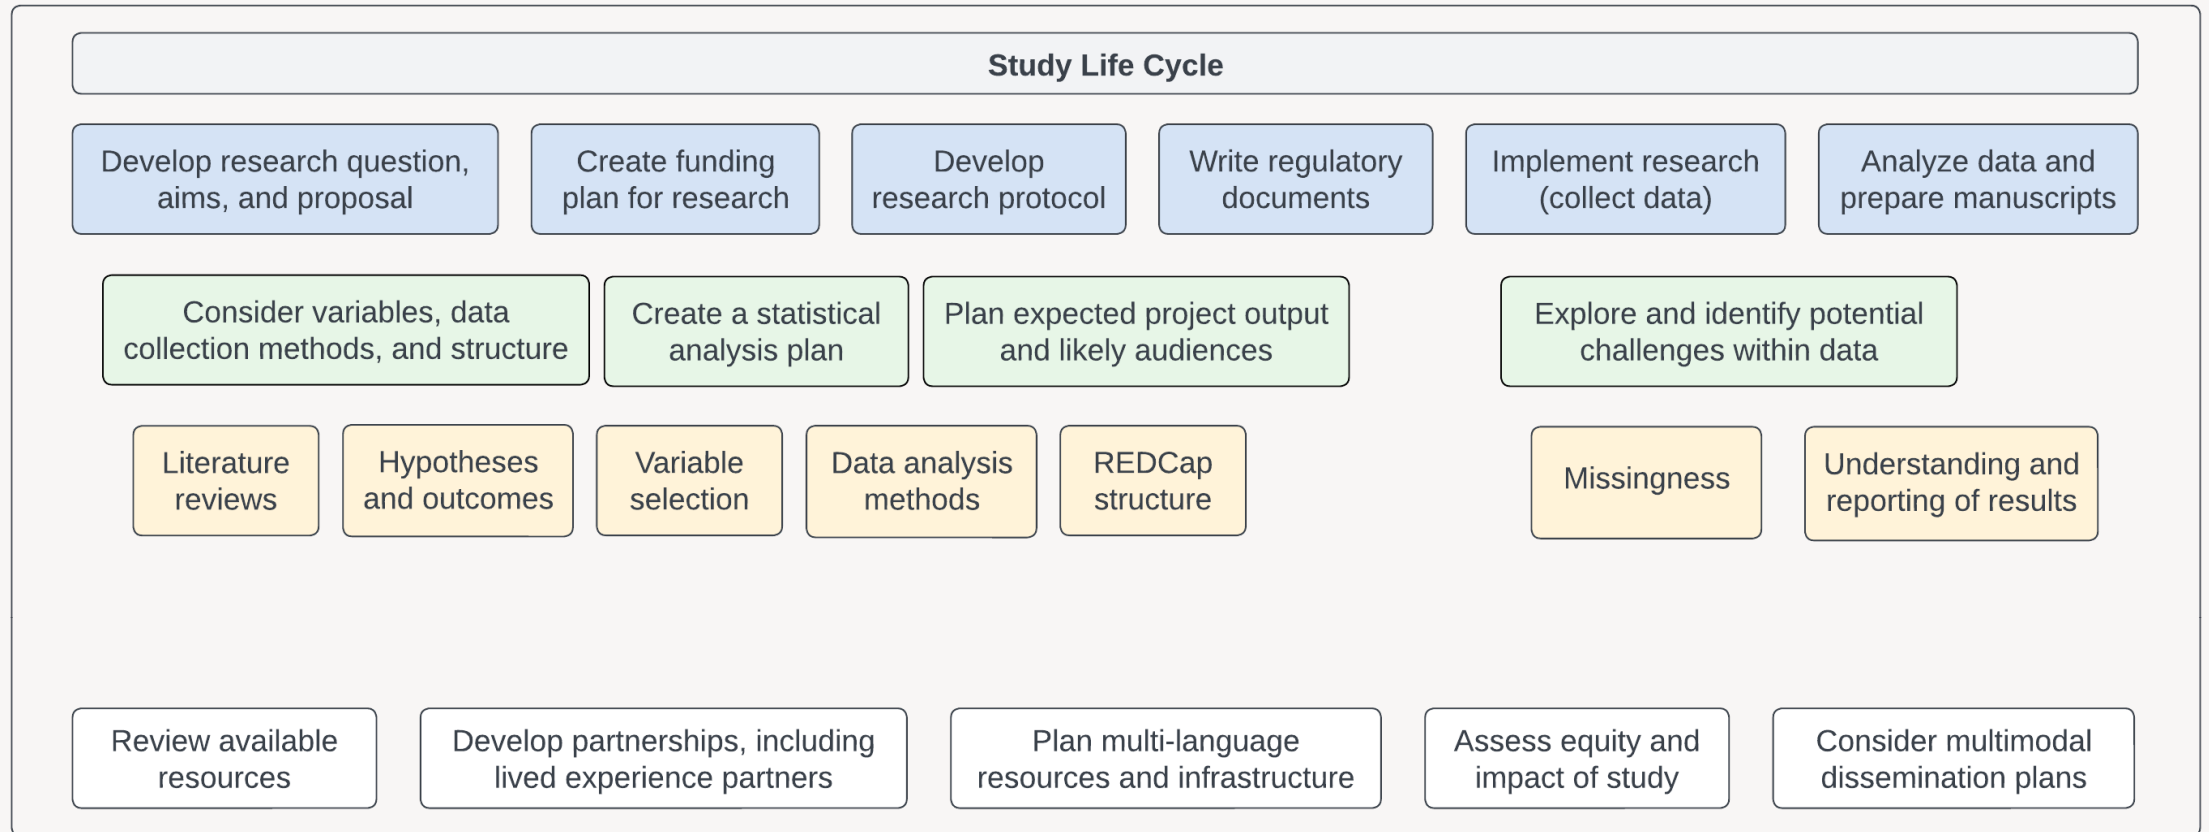 Study Life Cycle
Develop research question,
aims, and proposal
Create funding
plan for research
Develop
research protocol
Write regulatory
documents
Implement research
(collect data)
Analyze data and
prepare manuscripts
Consider variables, data
collection methods, and structure
Create a statistical
analysis plan
Plan expected project output
and likely audiences
Explore and identify potential
challenges within data
Literature
reviews
Hypotheses
and outcomes
Variable
selection
Data analysis
methods
REDCap
structure
Missingness
Understanding and
reporting of results
Review available
resources
Develop partnerships, including
lived experience partners
Plan multi-language
resources and infrastructure
Assess equity and
impact of study
Consider multimodal
dissemination plans